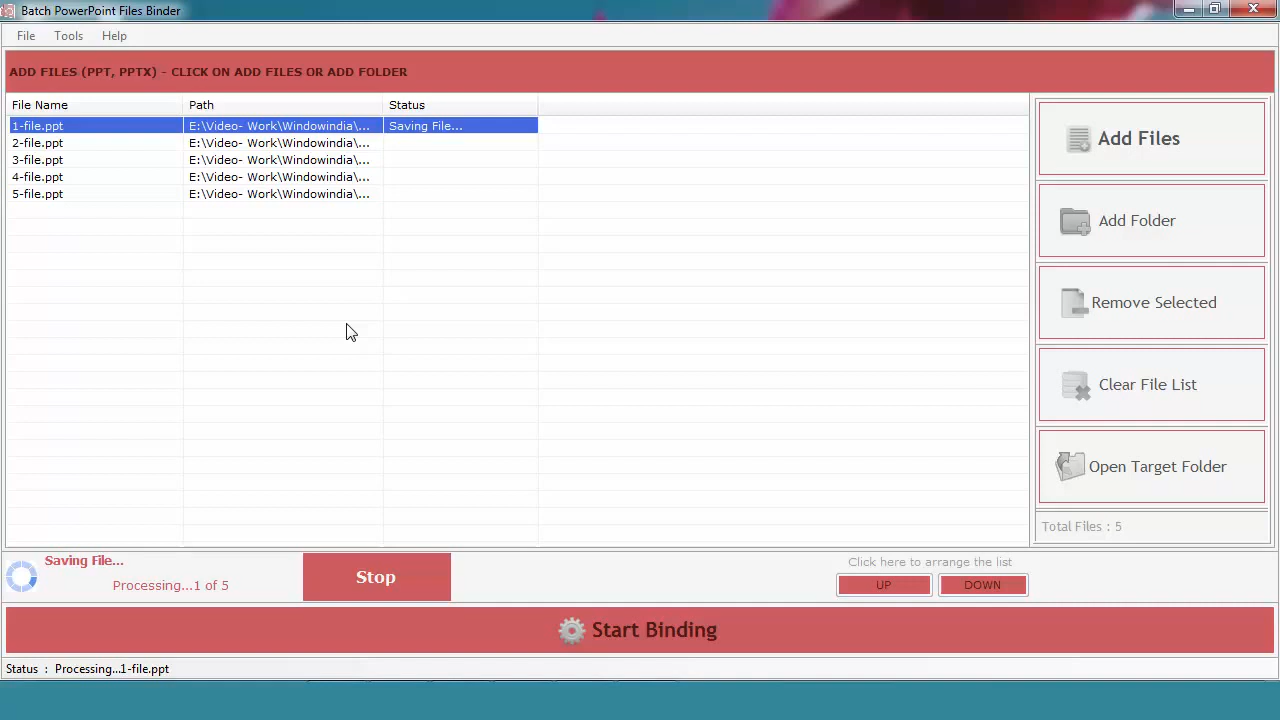 Batch PowerPoint Files Binder
File Tools Help
ADD FILES (PPT, PPTX) - CLICK ON ADD FILES OR ADD FOLDER
File Name Path Status
1-file.ppt E:\Video- Work\Windowindia\... Saving File...
2-file.ppt E:\Video- Work\Windowindia\...
3-file.ppt E:\Video- Work\Windowindia\...
4-file.ppt E:\Video- Work\Windowindia\...
5-file.ppt E:\Video- Work\Windowindia\...
Add Files
Add Folder
Remove Selected
Clear File List
Open Target Folder
Total Files : 5
Saving File...
Processing...1 of 5
Stop
Click here to arrange the list
UP DOWN
Start Binding
Status : Processing...1-file.ppt